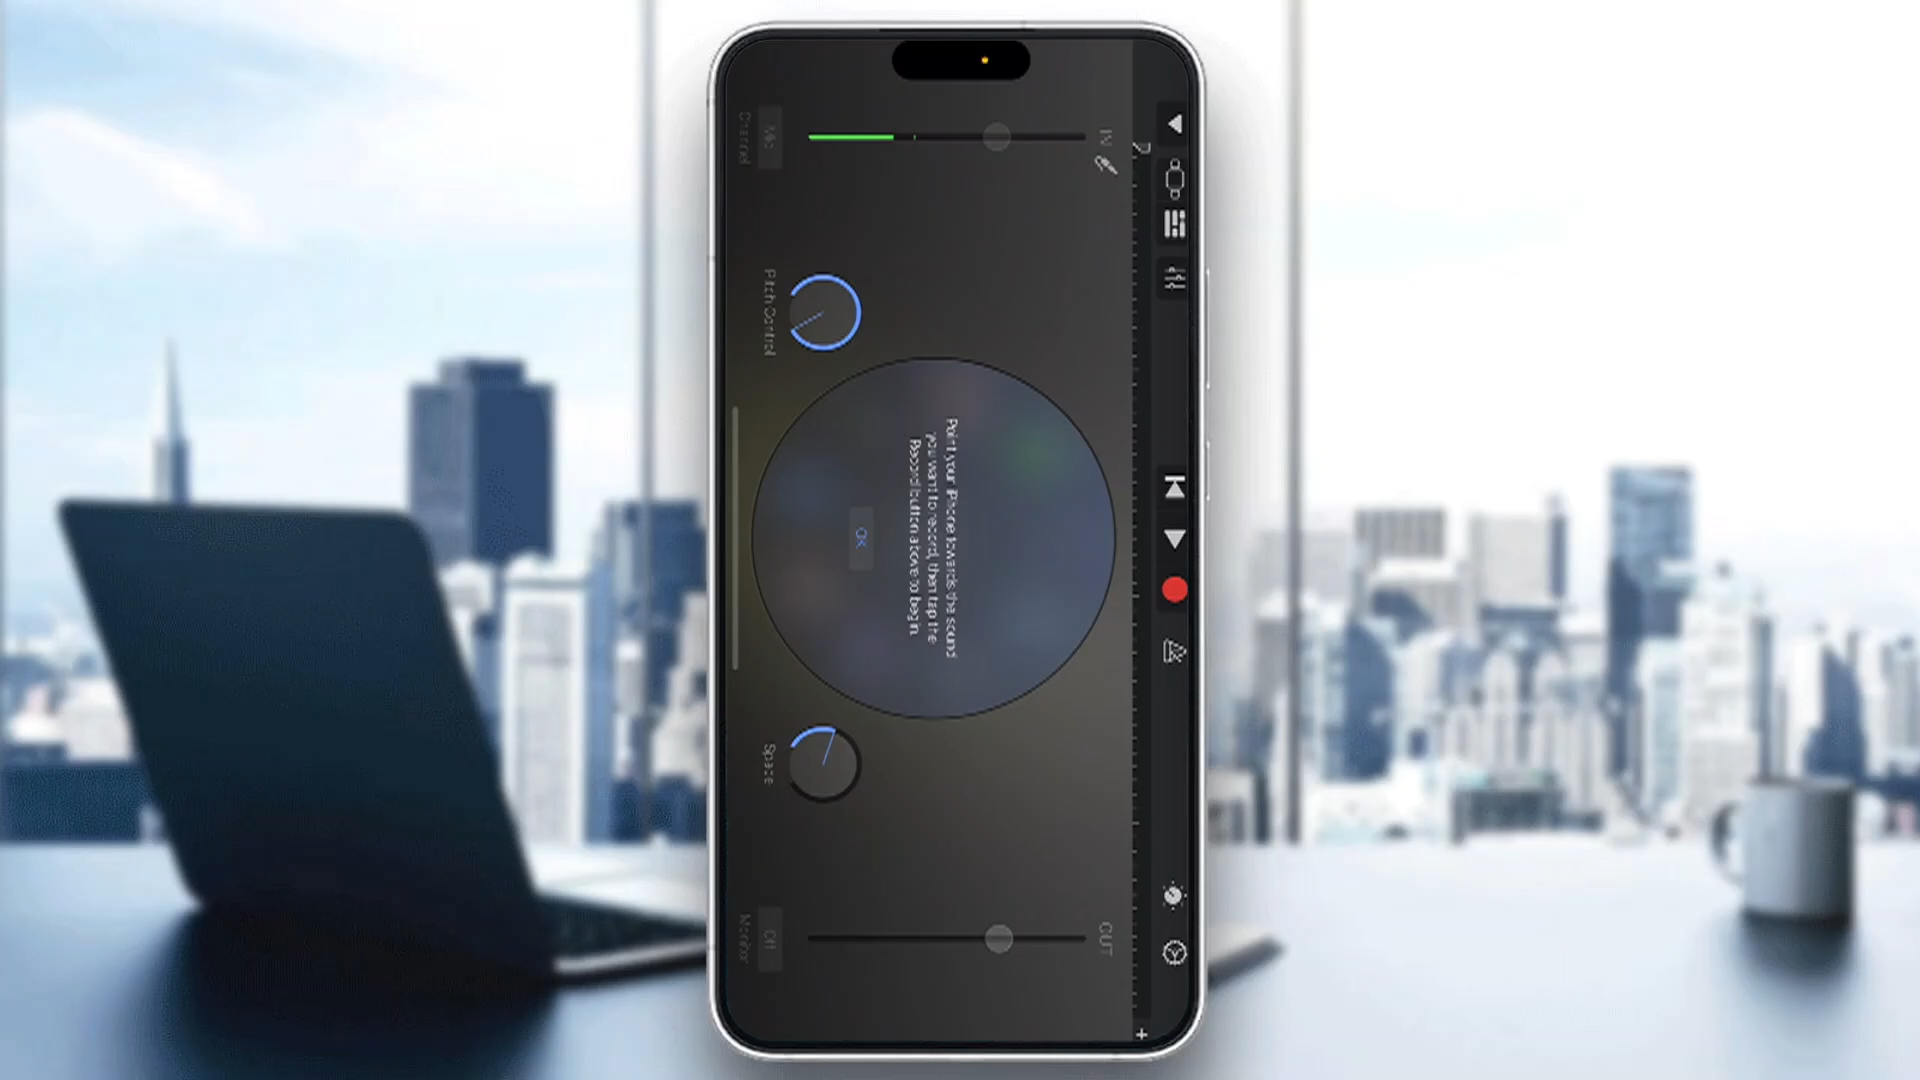 IN
Mic
Channel
Pitch Control
Point your iPhone towards the sound
you want to record, then tap the
Record button above to begin.
OK
Space
OUT
Off
Monitor